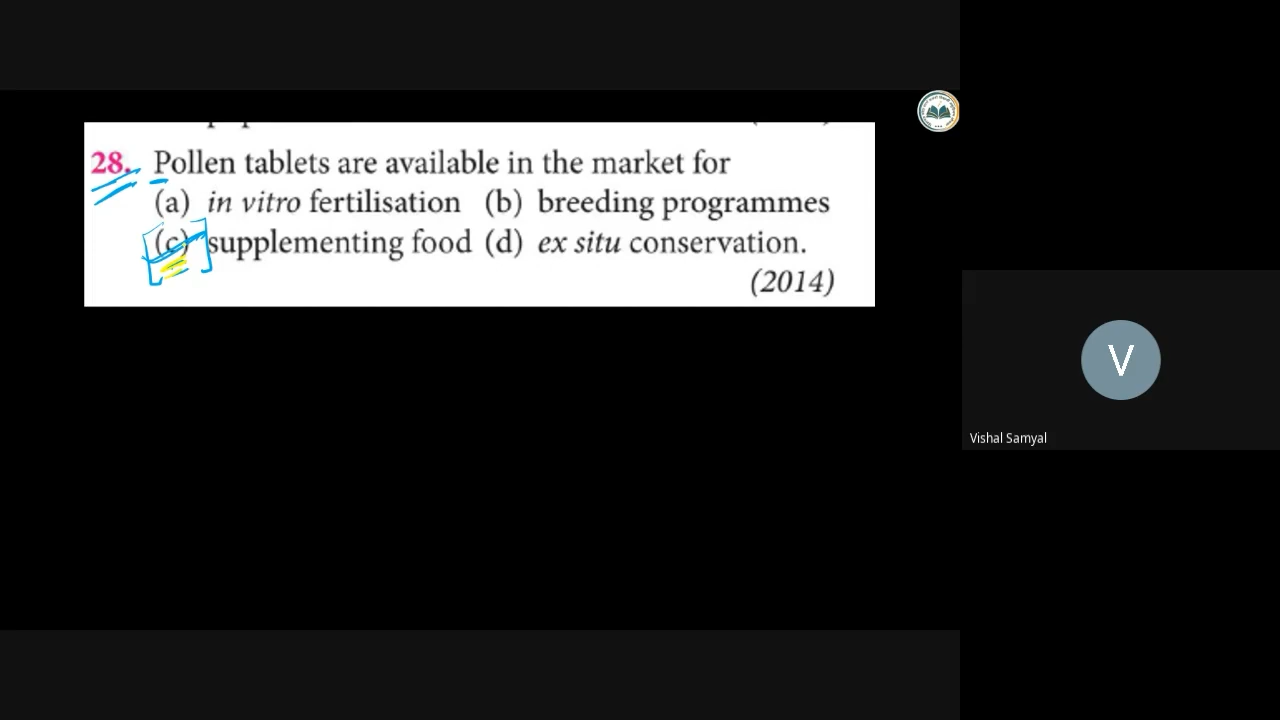 28. Pollen tablets are available in the market for
(a) in vitro fertilisation (b) breeding programmes
(c) supplementing food (d) ex situ conservation.
(2014)
V
Vishal Samyal